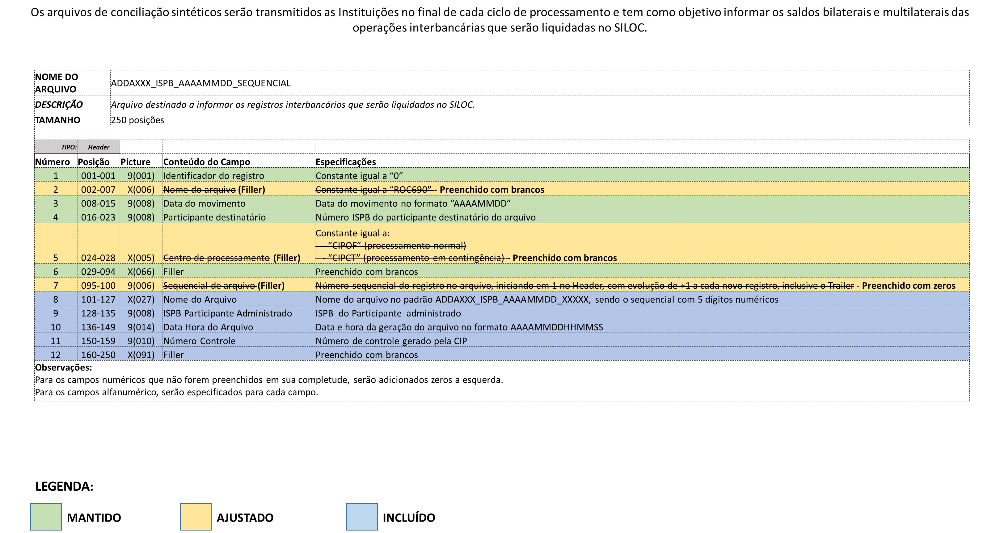 Os arquivos de conciliação sintéticos serão transmitidos as Instituições no final de cada ciclo de processamento e tem como objetivo informar os saldos bilaterais e multilaterais das
operações interbancárias que serão liquidadas no SILOC.
NOME DO
ARQUIVO
ADDAXXX_ISPB_AAAAMMDD_SEQUENCIAL
DESCRIÇÃO Arquivo destinado a informar os registros interbancários que serão liquidados no SILOC.
TAMANHO 250 posições
TIPO: Header
Número Posição Picture Conteúdo do Campo Especificações
1 001-001 9(001) Identificador do registro Constante igual a “0”
2 002-007 X(006) Nome do arquivo (Filler) Constante igual a “ROC690” - Preenchido com brancos
3 008-015 9(008) Data do movimento Data do movimento no formato “AAAAMMDD”
4 016-023 9(008) Participante destinatário Número ISPB do participante destinatário do arquivo
Constante igual a:
- “CIPOF” (processamento normal)
5 024-028 X(005) Centro de processamento (Filler) - “CIPCT” (processamento em contingência) - Preenchido com brancos
6 029-094 X(066) Filler Preenchido com brancos
7 095-100 9(006) Sequencial de arquivo (Filler) Número sequencial do registro no arquivo, iniciando em 1 no Header, com evolução de +1 a cada novo registro, inclusive o Trailer - Preenchido com zeros
8 101-127 X(027) Nome do Arquivo Nome do arquivo no padrão ADDAXXX_ISPB_AAAAMMDD_XXXXX, sendo o sequencial com 5 dígitos numéricos
9 128-135 9(008) ISPB Participante Administrado ISPB do Participante administrado
10 136-149 9(014) Data Hora do Arquivo Data e hora da geração do arquivo no formato AAAAMMDDHHMMSS
11 150-159 9(010) Número Controle Número de controle gerado pela CIP
12 160-250 X(091) Filler Preenchido com brancos
Observações:
Para os campos numéricos que não forem preenchidos em sua completude, serão adicionados zeros a esquerda.
Para os campos alfanumérico, serão especificados para cada campo.
LEGENDA:
MANTIDO AJUSTADO INCLUÍDO